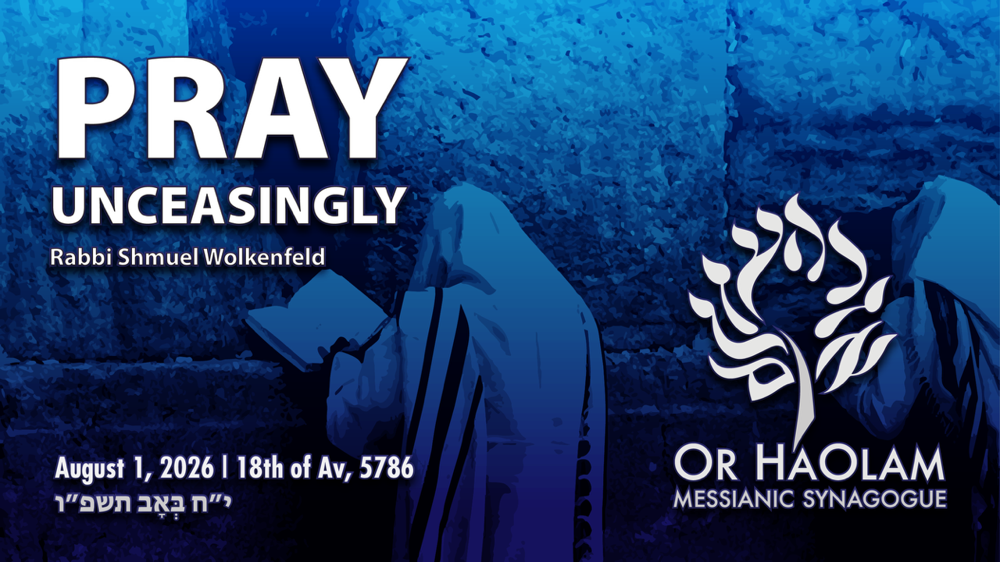 PRAY
UNCEASINGLY
Rabbi Shmuel Wolkenfeld
August 1, 2026 | 18th of Av, 5786
י״ח בְּאָב תשפ״ו
OR HAOLAM
MESSIANIC SYNAGOGUE